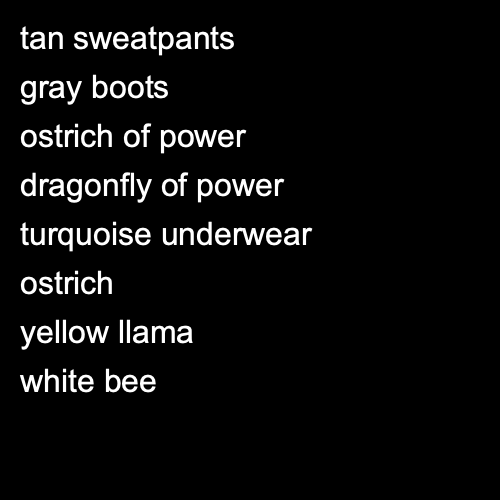 tan sweatpants
gray boots
ostrich of power
dragonfly of power
turquoise underwear
ostrich
yellow llama
white bee